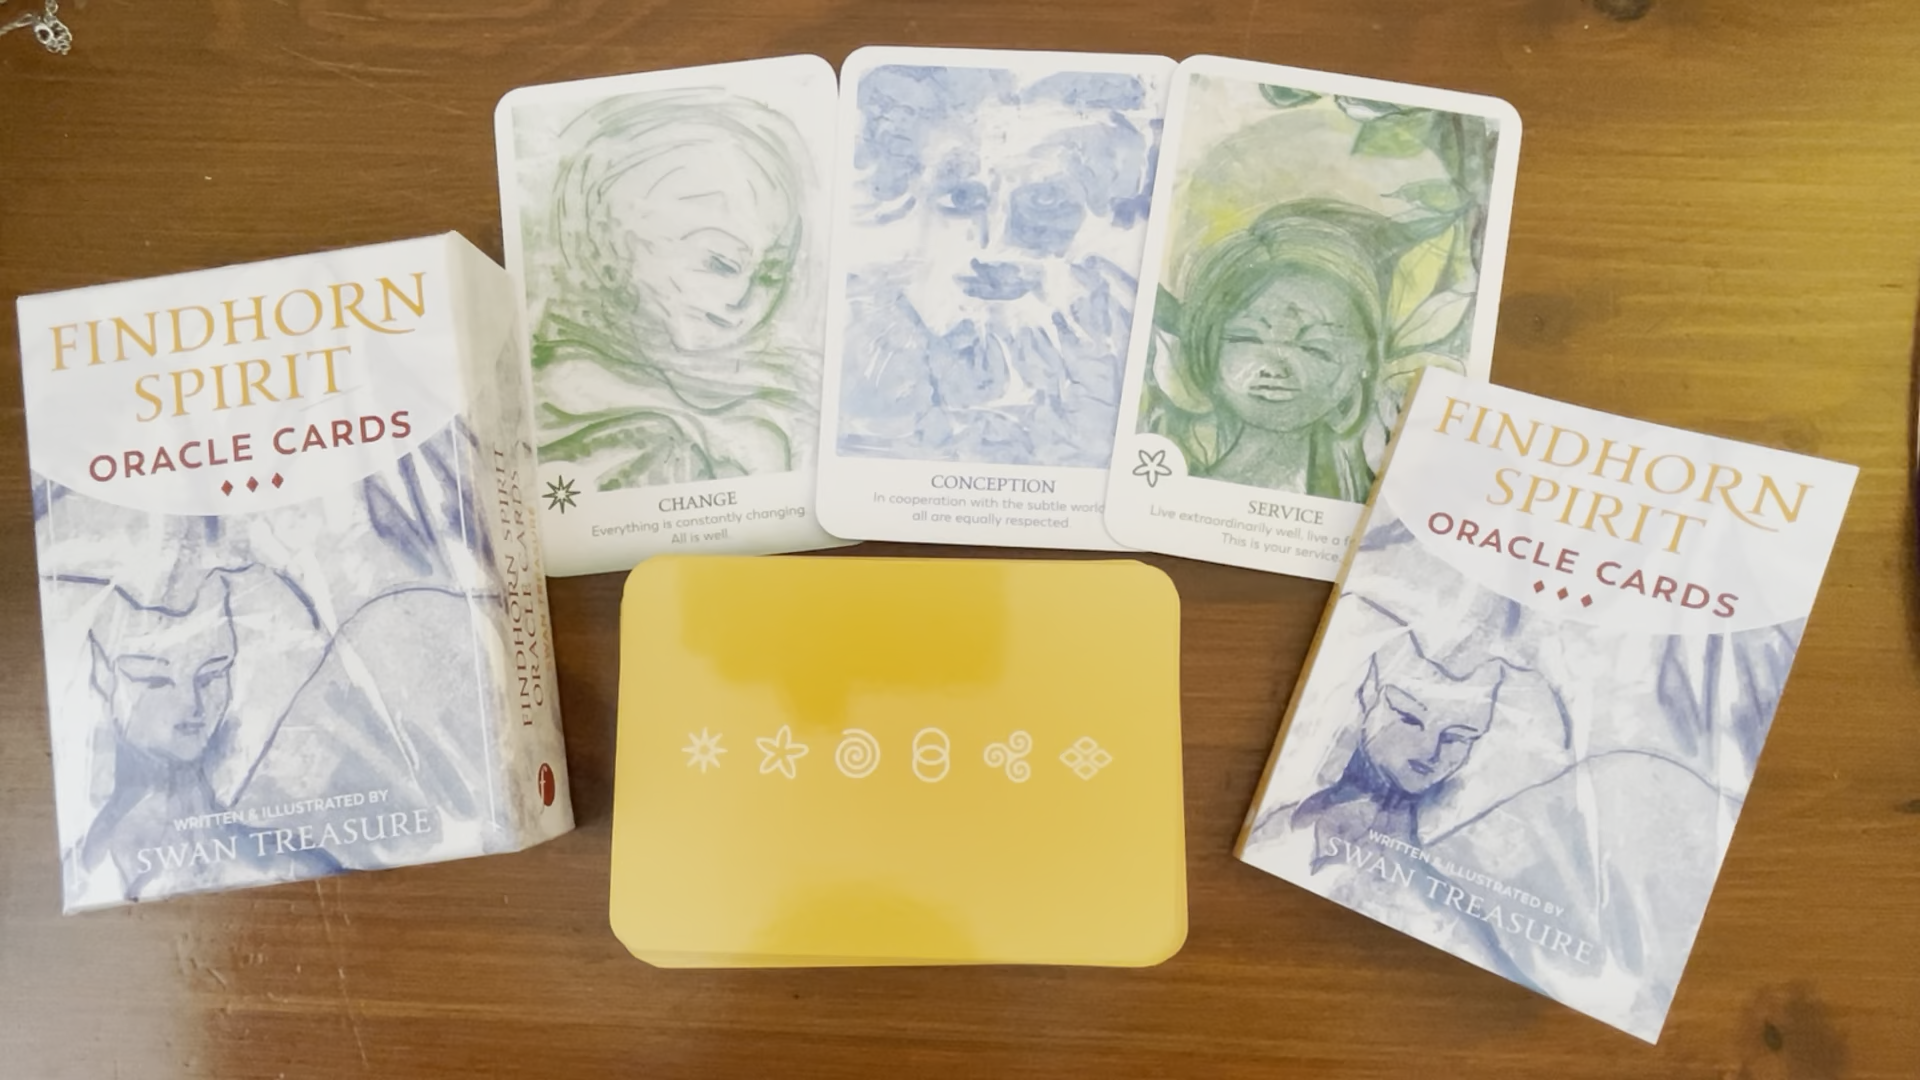 FINDHORN
SPIRIT
ORACLE CARDS
WRITTEN & ILLUSTRATED BY
SWAN TREASURE
FINDHORN SPIRIT
ORACLE CARDS
SWAN TREASURE
f
CHANGE
Everything is constantly changing
All is well.
CONCEPTION
In cooperation with the subtle world
all are equally respected
SERVICE
Live extraordinarily well, live a
This is your service.
FINDHORN
SPIRIT
ORACLE CARDS
WRITTEN & ILLUSTRATED BY
SWAN TREASURE